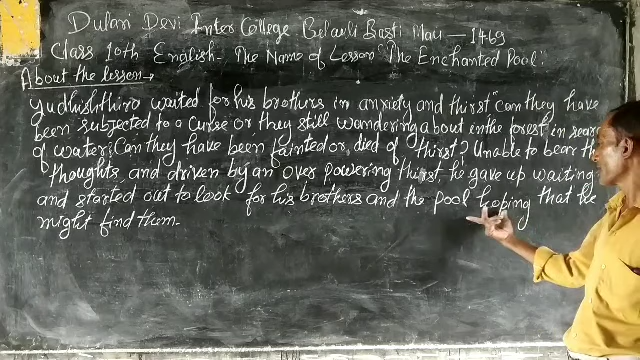 Dulari Devi Inter College Belauli Basti Mau — 1469
Class 10th English - The Name of Lesson "The Enchanted Pool":
About the lesson→
Yudhishthira waited for his brothers in anxiety and thirst "can they have
been subjected to a curse or they still wandering about in the forest in sear
of water; Can they have been fainted or, died of thirst? Unable to bear the
thoughts and driven by an over powering thirst, he gave up waiting
and started out to look for his brothers and the pool hoping that he
might find them.